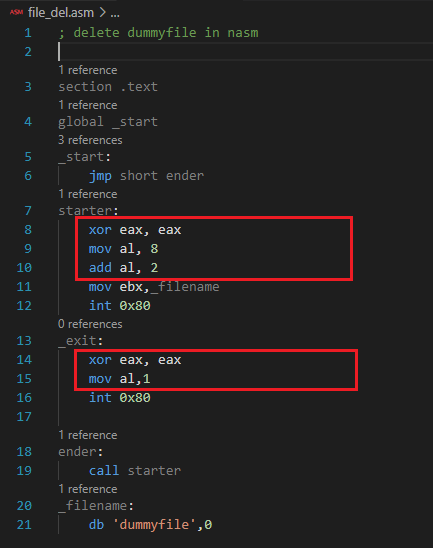 ASM file_del.asm > ...
1 ; delete dummyfile in nasm
2
1 reference
3 section .text
1 reference
4 global _start
3 references
5 _start:
6 jmp short ender
1 reference
7 starter:
8 xor eax, eax
9 mov al, 8
10 add al, 2
11 mov ebx,_filename
12 int 0x80
0 references
13 _exit:
14 xor eax, eax
15 mov al,1
16 int 0x80
17
1 reference
18 ender:
19 call starter
1 reference
20 _filename:
21 db 'dummyfile',0